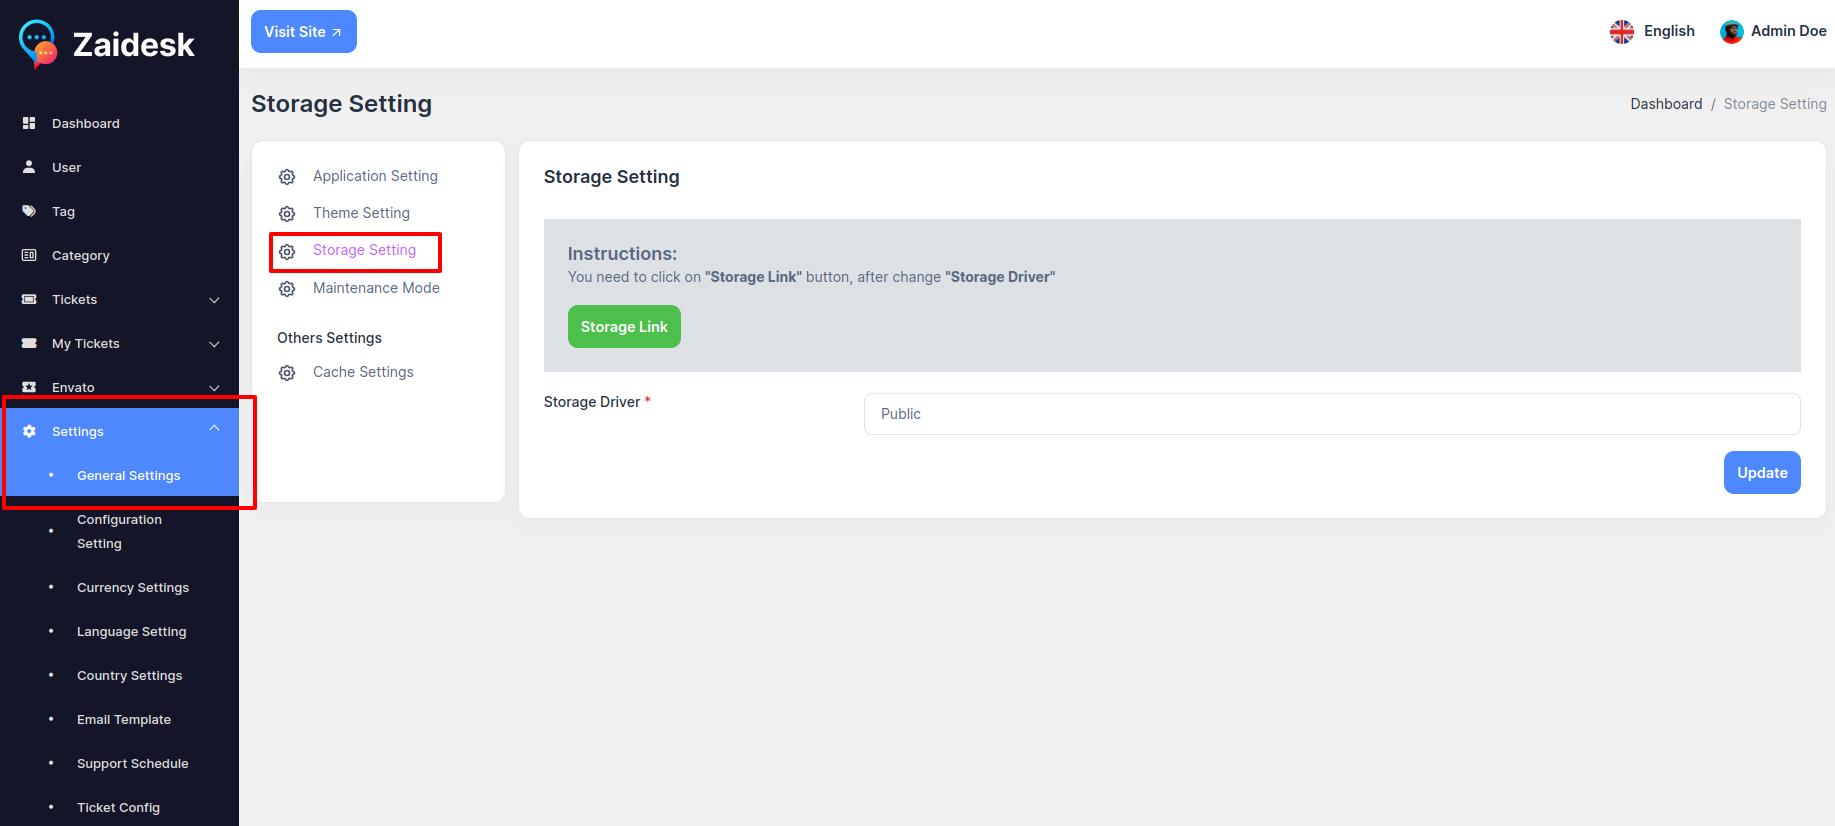 Zaidesk
Dashboard
User
Tag
Category
Tickets
My Tickets
Envato
Settings
General Settings
Configuration
Setting
Currency Settings
Language Setting
Country Settings
Email Template
Support Schedule
Ticket Config
Visit Site
English
Admin Doe
Storage Setting
Dashboard / Storage Setting
Application Setting
Theme Setting
Storage Setting
Maintenance Mode
Others Settings
Cache Settings
Storage Setting
Instructions:
You need to click on "Storage Link" button, after change "Storage Driver"
Storage Link
Storage Driver *
Public
Update